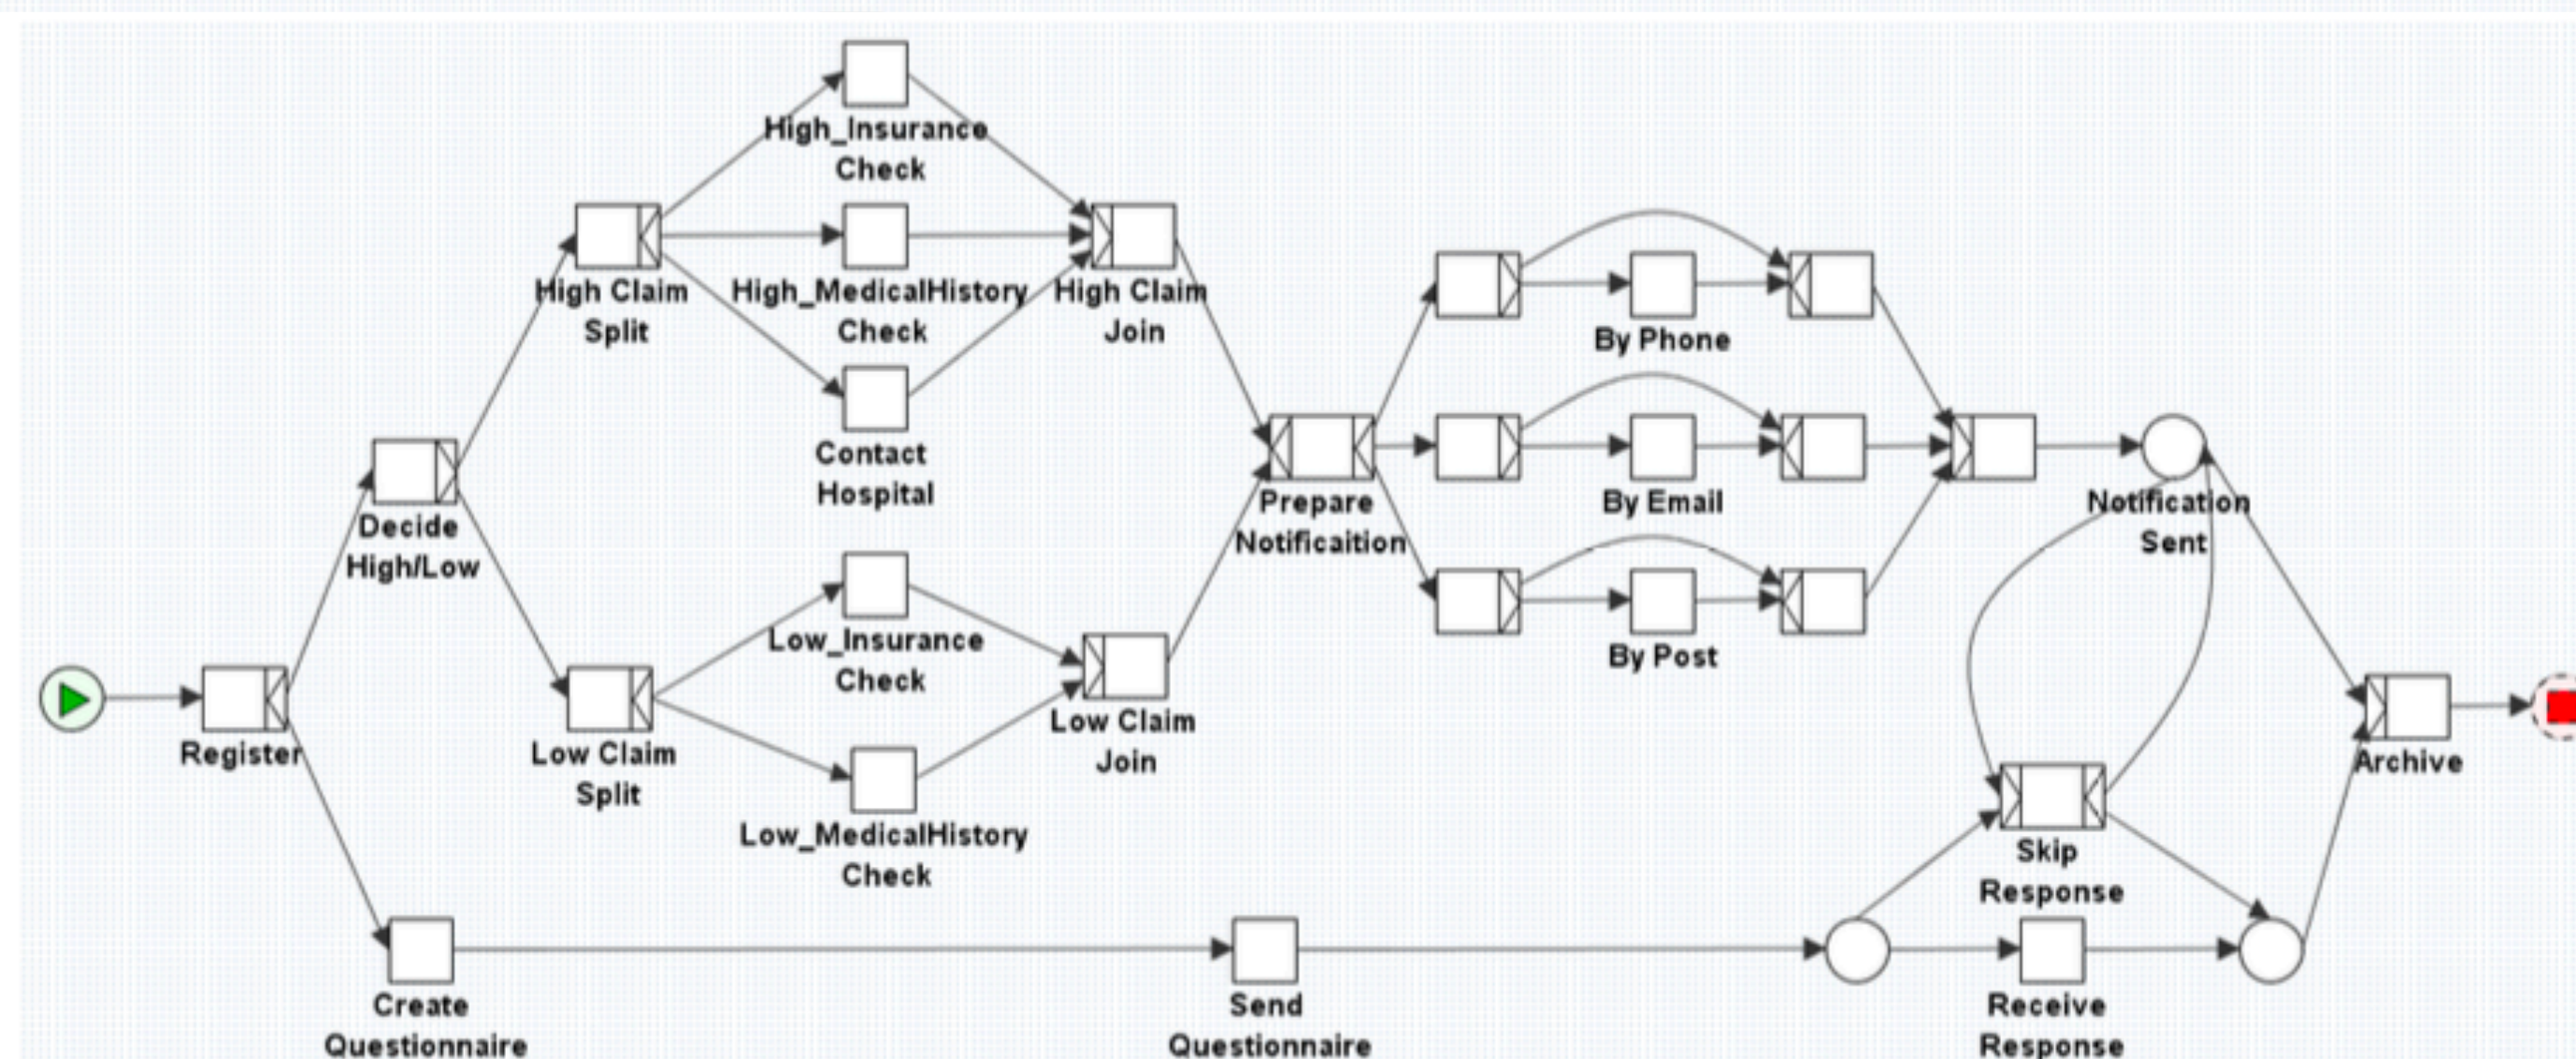 High_Insurance
Check
High Claim
Split
High_MedicalHistory
Check
High Claim
Join
By Phone
Contact
Hospital
Decide
High/Low
Prepare
Notificaition
By Email
Notification
Sent
Low_Insurance
Check
By Post
Register
Low Claim
Split
Low Claim
Join
Archive
Low_MedicalHistory
Check
Skip
Response
Create
Questionnaire
Send
Questionnaire
Receive
Response